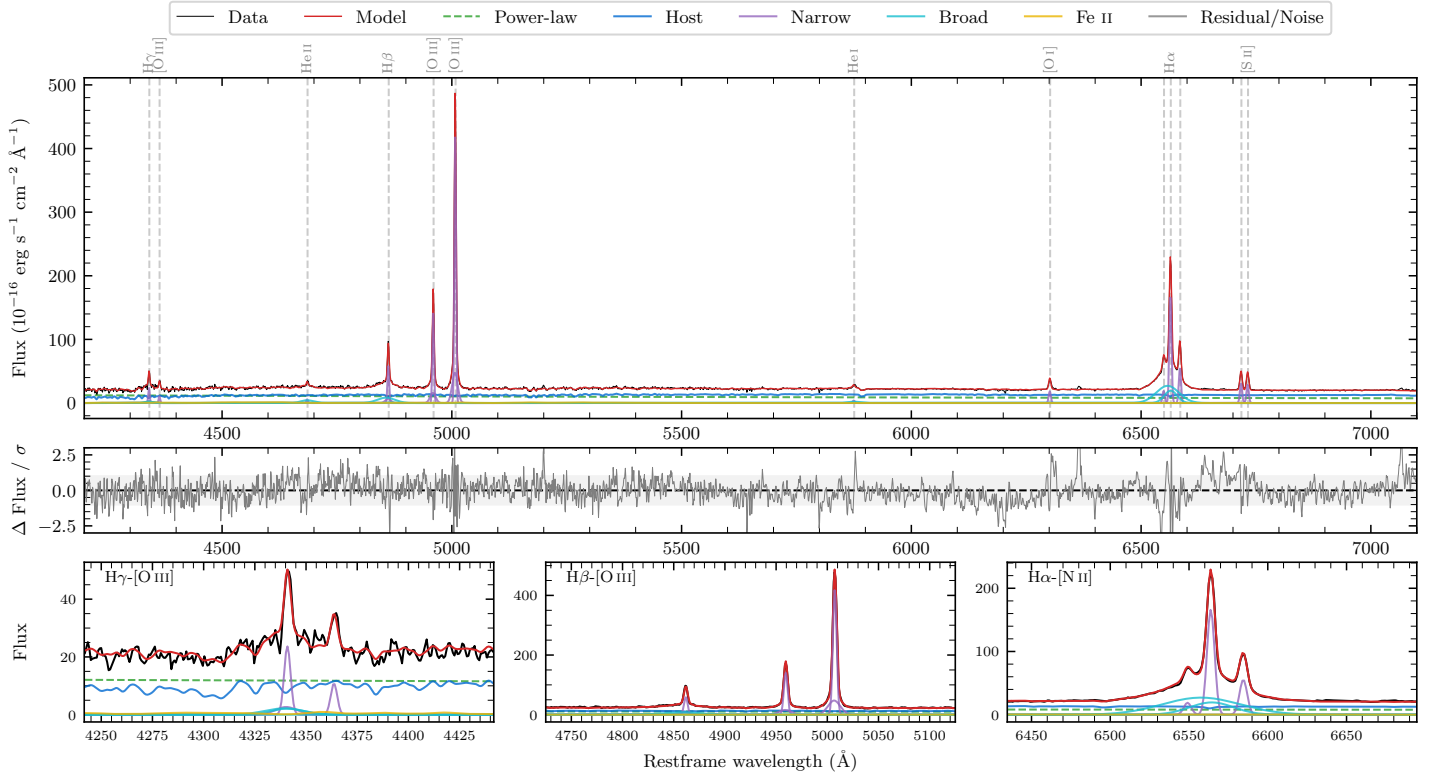 Data Model Power-law Host Narrow Broad Fe II Residual/Noise
Hγ [O III] He II Hβ [O III] [O III] He I [O I] Hα [S II]
Flux (10⁻¹⁶ erg s⁻¹ cm⁻² Å⁻¹)
500
400
300
200
100
0
4500 5000 5500 6000 6500 7000
Δ Flux / σ
2.5
0.0
−2.5
4500 5000 5500 6000 6500 7000
Flux
Hγ-[O III]
40
20
0
4250 4275 4300 4325 4350 4375 4400 4425
Hβ-[O III]
400
200
0
4750 4800 4850 4900 4950 5000 5050 5100
Hα-[N II]
200
100
0
6450 6500 6550 6600 6650
Restframe wavelength (Å)